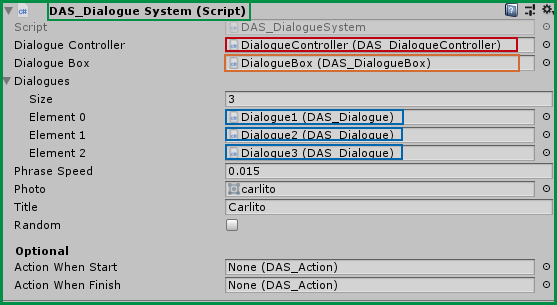 DAS_Dialogue System (Script)
Script DAS_DialogueSystem
Dialogue Controller DialogueController (DAS_DialogueController)
Dialogue Box DialogueBox (DAS_DialogueBox)
Dialogues
Size 3
Element 0 Dialogue1 (DAS_Dialogue)
Element 1 Dialogue2 (DAS_Dialogue)
Element 2 Dialogue3 (DAS_Dialogue)
Phrase Speed 0.015
Photo carlito
Title Carlito
Random
Optional
Action When Start None (DAS_Action)
Action When Finish None (DAS_Action)